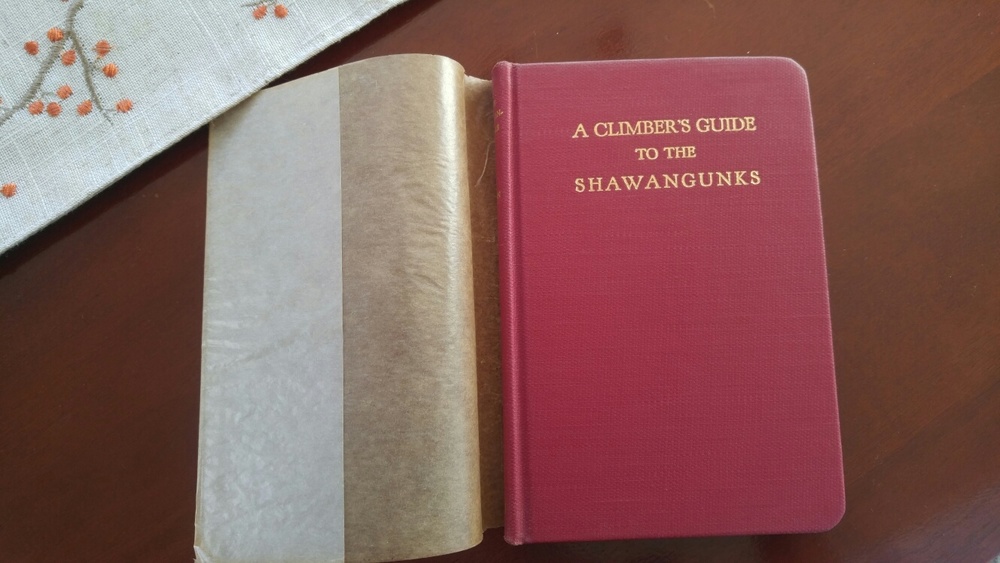 A CLIMBER'S GUIDE
TO THE
SHAWANGUNKS